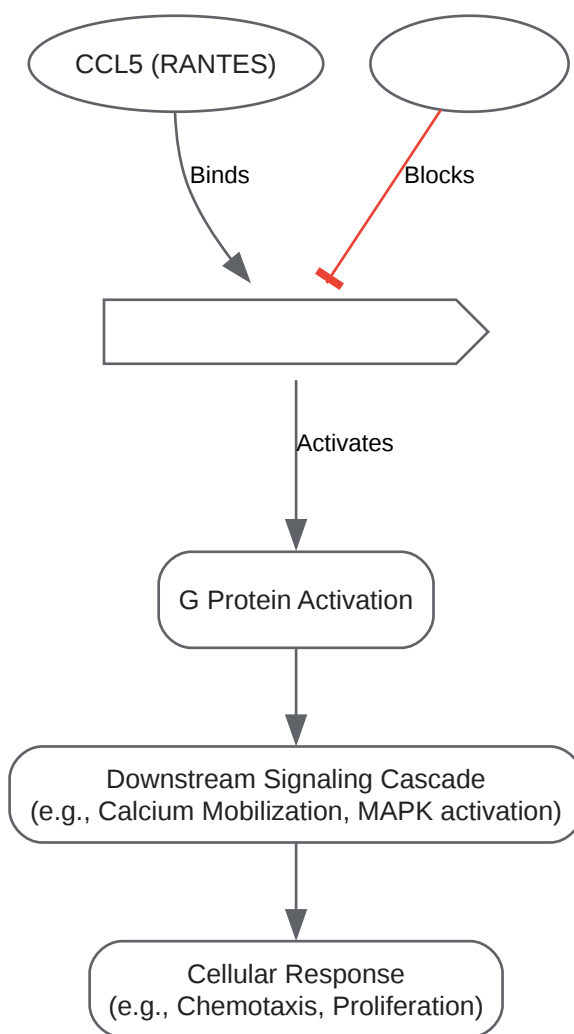 CCL5 (RANTES)
Binds
Blocks
Activates
G Protein Activation
Downstream Signaling Cascade
(e.g., Calcium Mobilization, MAPK activation)
Cellular Response
(e.g., Chemotaxis, Proliferation)